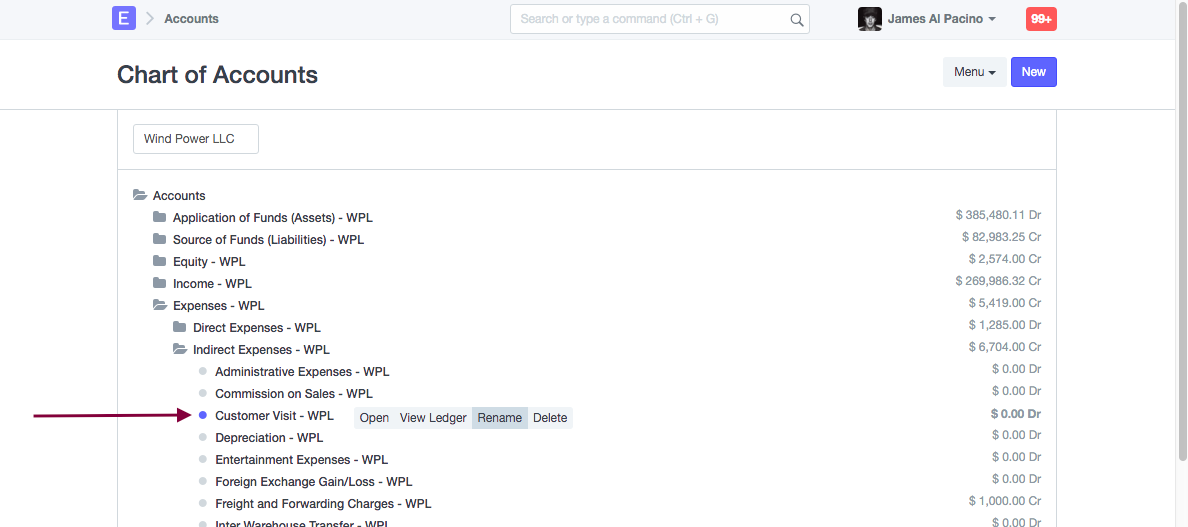 E Accounts Search or type a command (Ctrl + G) James Al Pacino 99+
Chart of Accounts Menu New
Wind Power LLC
Accounts
Application of Funds (Assets) - WPL $ 385,480.11 Dr
Source of Funds (Liabilities) - WPL $ 82,983.25 Cr
Equity - WPL $ 2,574.00 Cr
Income - WPL $ 269,986.32 Cr
Expenses - WPL $ 5,419.00 Cr
Direct Expenses - WPL $ 1,285.00 Dr
Indirect Expenses - WPL $ 6,704.00 Cr
Administrative Expenses - WPL $ 0.00 Dr
Commission on Sales - WPL $ 0.00 Dr
Customer Visit - WPL Open View Ledger Rename Delete $ 0.00 Dr
Depreciation - WPL $ 0.00 Dr
Entertainment Expenses - WPL $ 0.00 Dr
Foreign Exchange Gain/Loss - WPL $ 0.00 Dr
Freight and Forwarding Charges - WPL $ 1,000.00 Cr
Inter Warehouse Transfer - WPL $ 0.00 Dr